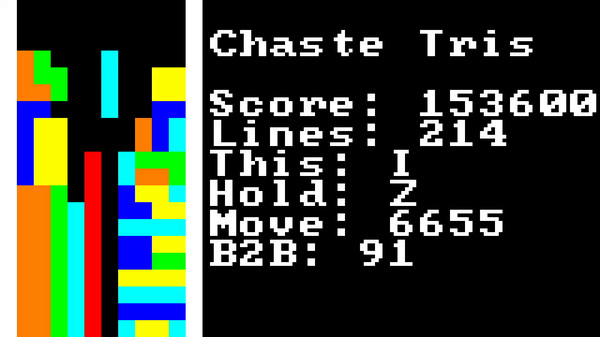 Chaste Tris
Score: 153600
Lines: 214
This: I
Hold: Z
Move: 6655
B2B: 91